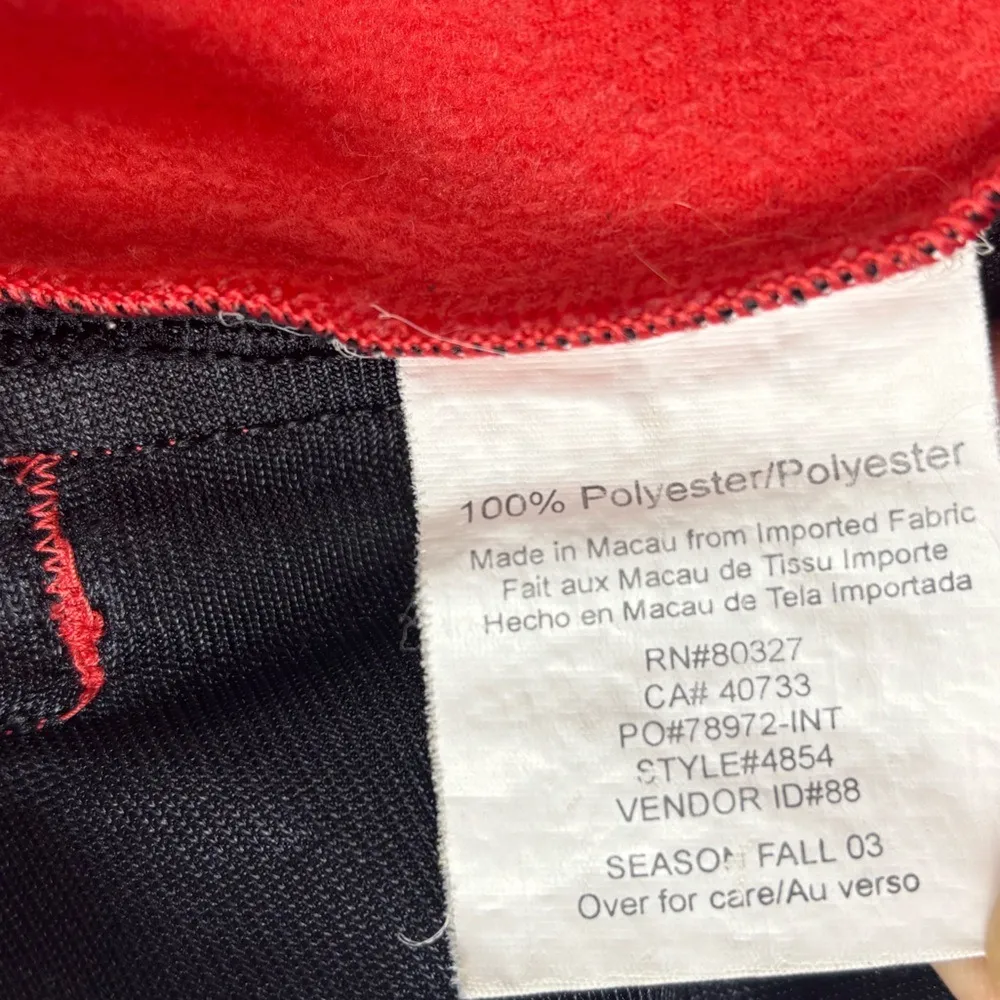 100% Polyester/Polyester
Made in Macau from Imported Fabric
Fait aux Macau de Tissu Importe
Hecho en Macau de Tela Importada
RN#80327
CA# 40733
PO#78972-INT
STYLE#4854
VENDOR ID#88
SEASON FALL 03
Over for care/Au verso